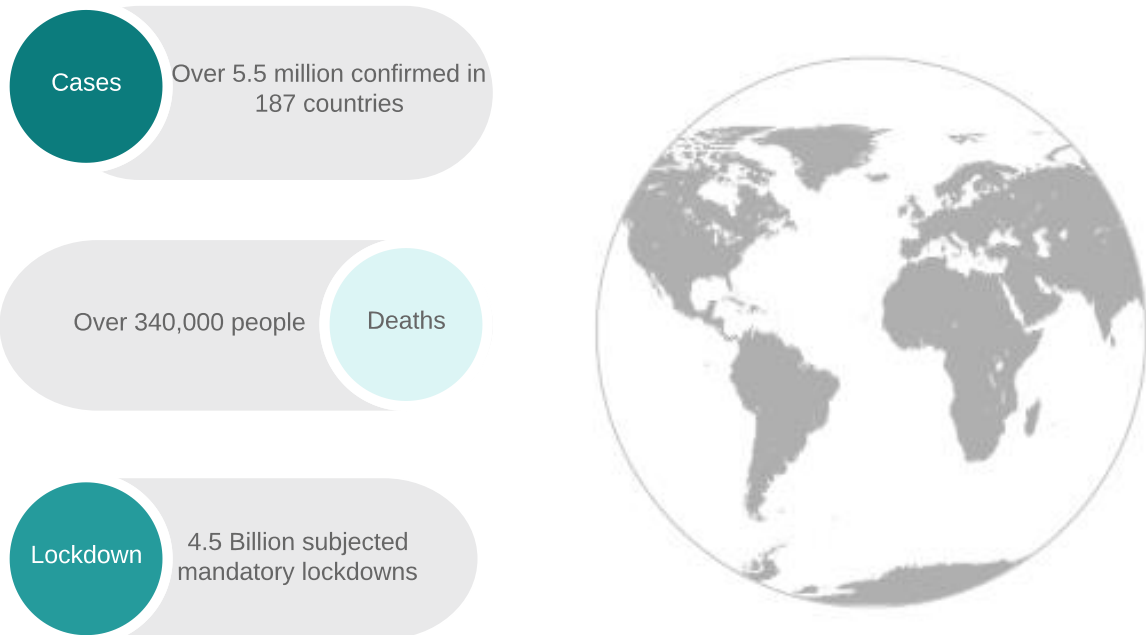 Cases
Over 5.5 million confirmed in
187 countries
Over 340,000 people
Deaths
Lockdown
4.5 Billion subjected
mandatory lockdowns